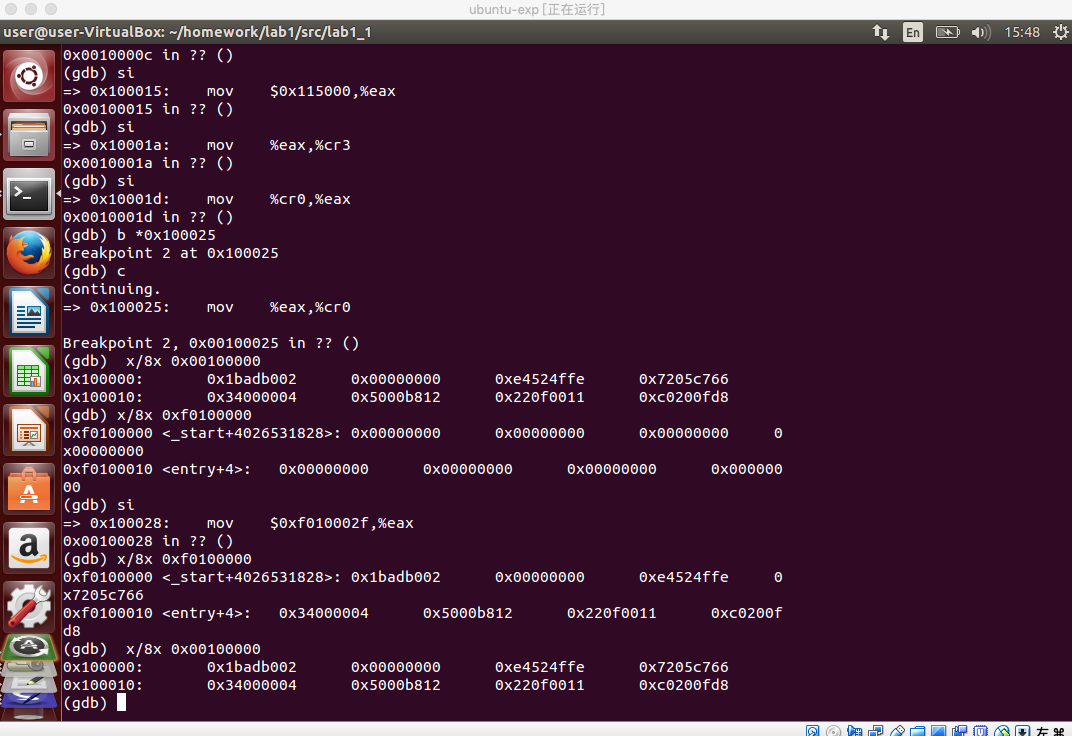 ubuntu-exp [正在运行]
user@user-VirtualBox: ~/homework/lab1/src/lab1_1
En
15:48
0x0010000c in ?? ()
(gdb) si
=> 0x100015:    mov    $0x115000,%eax
0x00100015 in ?? ()
(gdb) si
=> 0x10001a:    mov    %eax,%cr3
0x0010001a in ?? ()
(gdb) si
=> 0x10001d:    mov    %cr0,%eax
0x0010001d in ?? ()
(gdb) b *0x100025
Breakpoint 2 at 0x100025
(gdb) c
Continuing.
=> 0x100025:    mov    %eax,%cr0
Breakpoint 2, 0x00100025 in ?? ()
(gdb)  x/8x 0x00100000
0x100000:       0x1badb002      0x00000000      0xe4524ffe      0x7205c766
0x100010:       0x34000004      0x5000b812      0x220f0011      0xc0200fd8
(gdb) x/8x 0xf0100000
0xf0100000 <_start+4026531828>: 0x00000000      0x00000000      0x00000000     0
x00000000
0xf0100010 <entry+4>:   0x00000000      0x00000000      0x00000000      0x000000
00
(gdb) si
=> 0x100028:    mov    $0xf010002f,%eax
0x00100028 in ?? ()
(gdb) x/8x 0xf0100000
0xf0100000 <_start+4026531828>: 0x1badb002      0x00000000      0xe4524ffe     0
x7205c766
0xf0100010 <entry+4>:   0x34000004      0x5000b812      0x220f0011      0xc0200f
d8
(gdb)  x/8x 0x00100000
0x100000:       0x1badb002      0x00000000      0xe4524ffe      0x7205c766
0x100010:       0x34000004      0x5000b812      0x220f0011      0xc0200fd8
(gdb)
左 ⌘